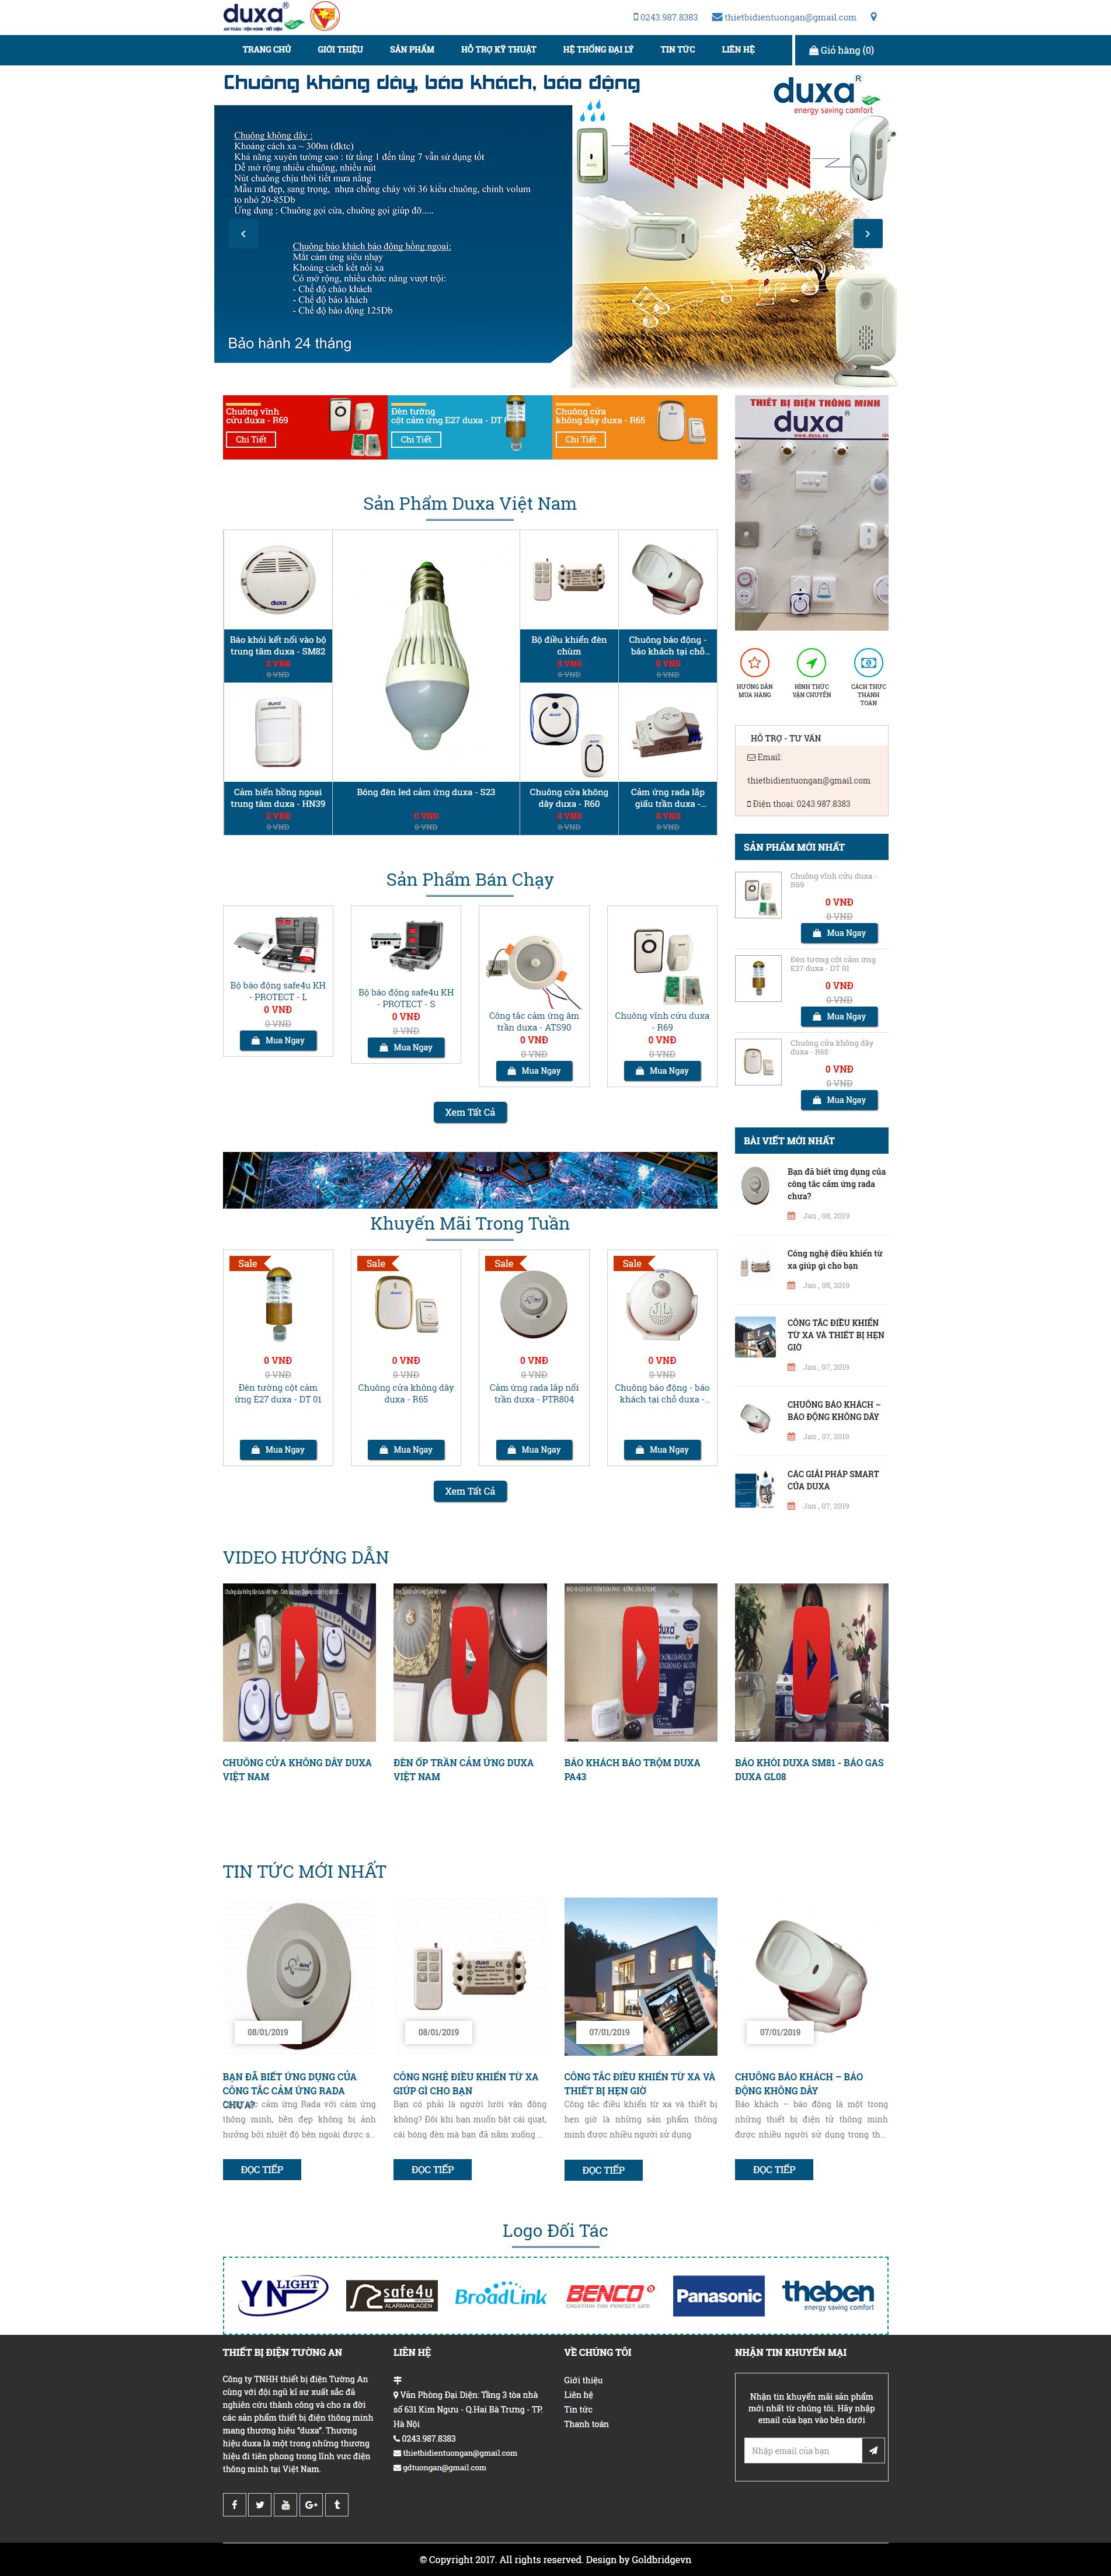 duxa®
AN TOÀN - TIỆN NGHI - TIẾT KIỆM
0243.987.8383
thietbidientuongan@gmail.com
TRANG CHỦ
GIỚI THIỆU
SẢN PHẨM
HỖ TRỢ KỸ THUẬT
HỆ THỐNG ĐẠI LÝ
TIN TỨC
LIÊN HỆ
Giỏ hàng (0)
Chuông không dây, báo khách, báo động
duxa R
energy saving comfort
Chuông không dây :
Khoảng cách xa ~ 300m (đktc)
Khả năng xuyên tường cao : từ tầng 1 đến tầng 7 vẫn sử dụng tốt
Dễ mở rộng nhiều chuông, nhiều nút
Nút chuông chịu thời tiết mưa nắng
Mẫu mã đẹp, sang trọng, nhựa chống cháy với 36 kiểu chuông, chỉnh volum
to nhỏ 20-85Db
Ứng dụng : Chuông gọi cửa, chuông gọi giúp đỡ.....
Chuông báo khách báo động hồng ngoại:
Mắt cảm ứng siêu nhạy
Khoảng cách kết nối xa
Có mở rộng, nhiều chức năng vượt trội:
- Chế độ chào khách
- Chế độ báo khách
- Chế độ báo động 125Db
Bảo hành 24 tháng
Chuông vĩnh
cửu duxa - R69
Chi Tiết
Đèn tường
cột cảm ứng E27 duxa - DT
Chi Tiết
Chuông cửa
không dây duxa - R65
Chi Tiết
THIẾT BỊ ĐIỆN THÔNG MINH
duxa®
www.duxa.vn
Sản Phẩm Duxa Việt Nam
Báo khói kết nối vào bộ
trung tâm duxa - SM82
0 VNĐ
0 VNĐ
Cảm biến hồng ngoại
trung tâm duxa - HN39
0 VNĐ
0 VNĐ
Bóng đèn led cảm ứng duxa - S23
0 VNĐ
0 VNĐ
Bộ điều khiển đèn
chùm
0 VNĐ
0 VNĐ
Chuông báo động -
báo khách tại chỗ...
0 VNĐ
0 VNĐ
Chuông cửa không
dây duxa - R60
0 VNĐ
0 VNĐ
Cảm ứng rada lắp
giấu trần duxa -...
0 VNĐ
0 VNĐ
HƯỚNG DẪN
MUA HÀNG
HÌNH THỨC
VẬN CHUYỂN
CÁCH THỨC
THANH
TOÁN
HỖ TRỢ - TƯ VẤN
Email:
thietbidientuongan@gmail.com
Điện thoại: 0243.987.8383
SẢN PHẨM MỚI NHẤT
Chuông vĩnh cửu duxa -
R69
0 VNĐ
0 VNĐ
Mua Ngay
Đèn tường cột cảm ứng
E27 duxa - DT 01
0 VNĐ
0 VNĐ
Mua Ngay
Chuông cửa không dây
duxa - R65
0 VNĐ
0 VNĐ
Mua Ngay
Sản Phẩm Bán Chạy
Bộ báo động safe4u KH
- PROTECT - L
0 VNĐ
0 VNĐ
Mua Ngay
Bộ báo động safe4u KH
- PROTECT - S
0 VNĐ
0 VNĐ
Mua Ngay
Công tắc cảm ứng âm
trần duxa - ATS90
0 VNĐ
0 VNĐ
Mua Ngay
Chuông vĩnh cửu duxa
- R69
0 VNĐ
0 VNĐ
Mua Ngay
Xem Tất Cả
BÀI VIẾT MỚI NHẤT
Bạn đã biết ứng dụng của
công tắc cảm ứng rada
chưa?
Jan , 08, 2019
Công nghệ điều khiển từ
xa giúp gì cho bạn
Jan , 08, 2019
CÔNG TẮC ĐIỀU KHIỂN
TỪ XA VÀ THIẾT BỊ HẸN
GIỜ
Jan , 07, 2019
CHUÔNG BÁO KHÁCH –
BÁO ĐỘNG KHÔNG DÂY
Jan , 07, 2019
CÁC GIẢI PHÁP SMART
CỦA DUXA
Jan , 07, 2019
Khuyến Mãi Trong Tuần
Sale
0 VNĐ
0 VNĐ
Đèn tường cột cảm
ứng E27 duxa - DT 01
Mua Ngay
Sale
0 VNĐ
0 VNĐ
Chuông cửa không dây
duxa - R65
Mua Ngay
Sale
0 VNĐ
0 VNĐ
Cảm ứng rada lắp nổi
trần duxa - PTR804
Mua Ngay
Sale
0 VNĐ
0 VNĐ
Chuông báo động - báo
khách tại chỗ duxa -...
Mua Ngay
Xem Tất Cả
VIDEO HƯỚNG DẪN
CHUÔNG CỬA KHÔNG DÂY DUXA
VIỆT NAM
ĐÈN ỐP TRẦN CẢM ỨNG DUXA
VIỆT NAM
BÁO KHÁCH BÁO TRỘM DUXA
PA43
BÁO KHÓI DUXA SM81 - BÁO GAS
DUXA GL08
TIN TỨC MỚI NHẤT
08/01/2019
BẠN ĐÃ BIẾT ỨNG DỤNG CỦA
CÔNG TẮC CẢM ỨNG RADA
CHƯA?
cảm ứng Rada với cảm ứng
thông minh, bền đẹp không bị ảnh
hưởng bởi nhiệt độ bên ngoài được s...
ĐỌC TIẾP
08/01/2019
CÔNG NGHỆ ĐIỀU KHIỂN TỪ XA
GIÚP GÌ CHO BẠN
Bạn có phải là người lười vận động
không? Đôi khi bạn muốn bật cái quạt,
cái bóng đèn mà bạn đã nằm xuống ...
ĐỌC TIẾP
07/01/2019
CÔNG TẮC ĐIỀU KHIỂN TỪ XA VÀ
THIẾT BỊ HẸN GIỜ
Công tắc điều khiển từ xa và thiết bị
hẹn giờ là những sản phẩm thông
minh được nhiều người sử dụng
ĐỌC TIẾP
07/01/2019
CHUÔNG BÁO KHÁCH – BÁO
ĐỘNG KHÔNG DÂY
Báo khách – báo động là một trong
những thiết bị điện tử thông minh
được nhiều người sử dụng trong th...
ĐỌC TIẾP
Logo Đối Tác
YN LIGHT
safe4u
ALARMANLAGEN
BroadLink
BENCO
CREATION FOR PERFECT LIFE
Panasonic
theben
energy saving comfort
THIẾT BỊ ĐIỆN TƯỜNG AN
Công ty TNHH thiết bị điện Tường An
cùng với đội ngũ kĩ sư xuất sắc đã
nghiên cứu thành công và cho ra đời
các sản phẩm thiết bị điện thông minh
mang thương hiệu “duxa”. Thương
hiệu duxa là một trong những thương
hiệu đi tiên phong trong lĩnh vưc điện
thông minh tại Việt Nam.
LIÊN HỆ
Văn Phòng Đại Diện: Tầng 3 tòa nhà
số 631 Kim Ngưu - Q.Hai Bà Trưng - TP.
Hà Nội
0243.987.8383
thietbidientuongan@gmail.com
gdtuongan@gmail.com
VỀ CHÚNG TÔI
Giới thiệu
Liên hệ
Tin tức
Thanh toán
NHẬN TIN KHUYẾN MẠI
Nhận tin khuyến mãi sản phẩm
mới nhất từ chúng tôi. Hãy nhập
email của bạn vào bên dưới
Nhập email của bạn
© Copyright 2017. All rights reserved. Design by Goldbridgevn